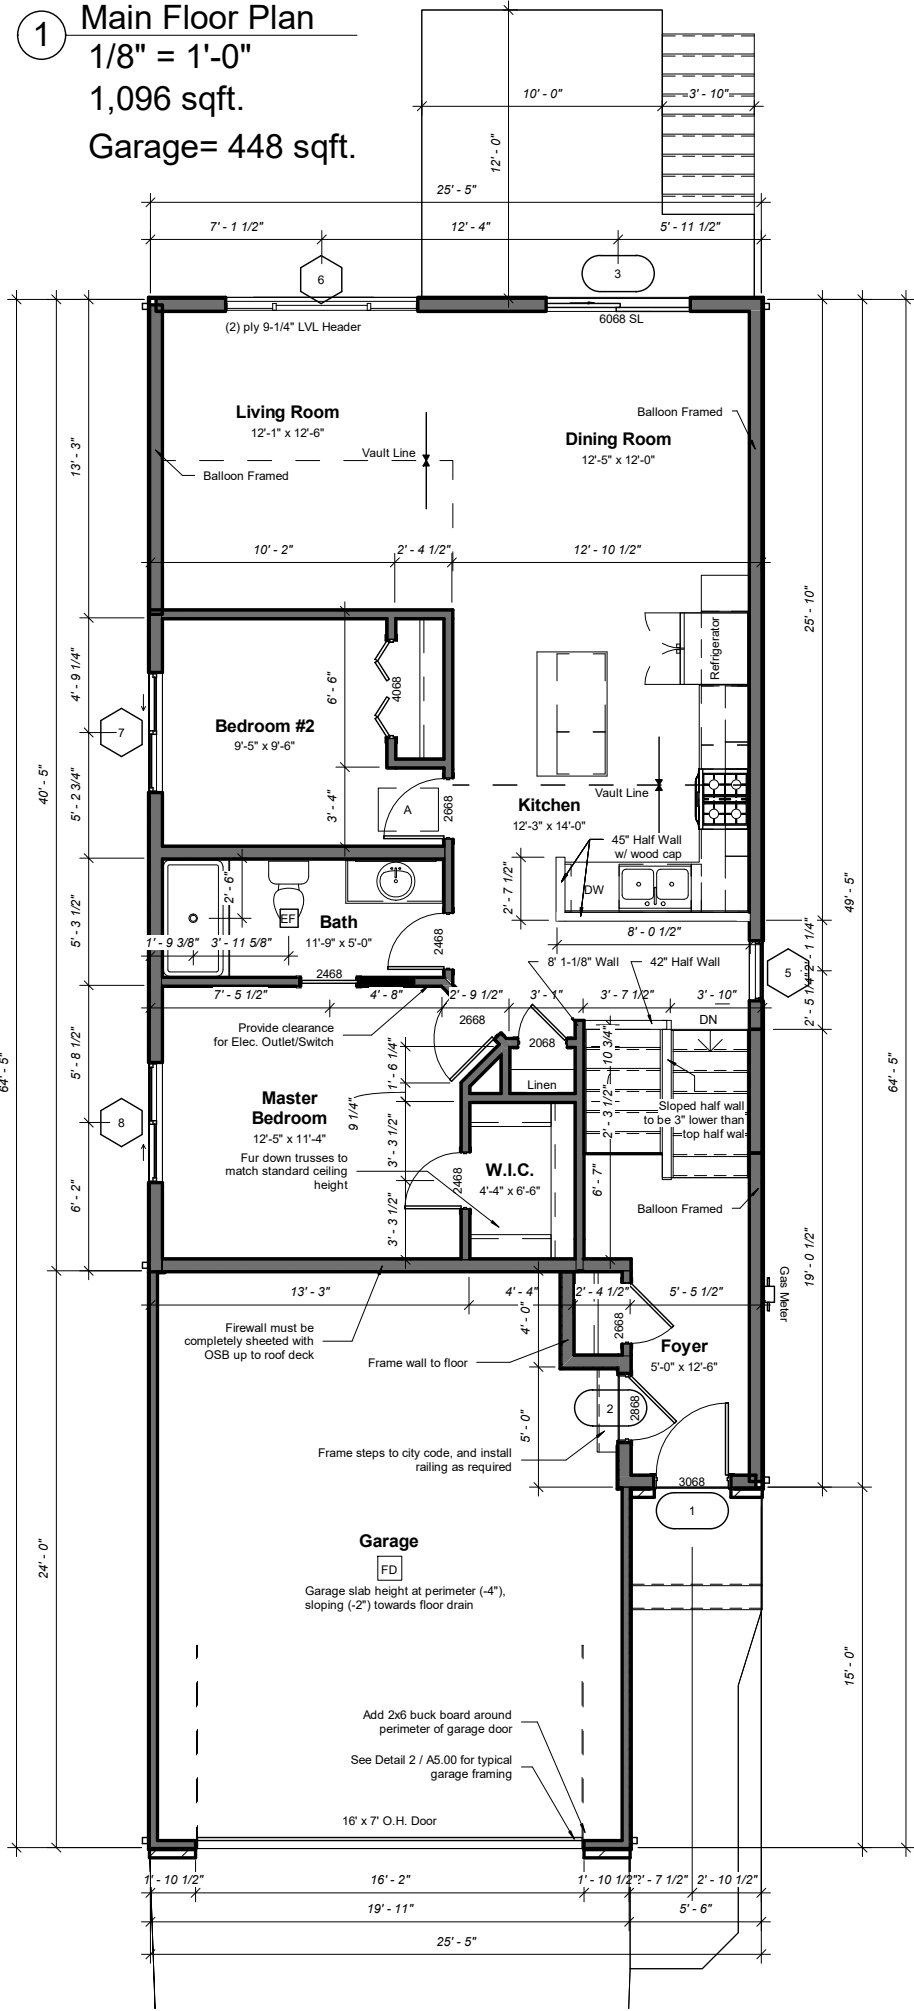 1
Main Floor Plan
1/8" = 1'-0"
1,096 sqft.
Garage= 448 sqft.
10' - 0"
3' - 10"
12' - 0"
25' - 5"
7' - 1 1/2"
12' - 4"
5' - 11 1/2"
6
3
(2) ply 9-1/4" LVL Header
6068 SL
Living Room
12'-1" x 12'-6"
Balloon Framed
Dining Room
12'-5" x 12'-0"
Vault Line
Balloon Framed
13' - 3"
10' - 2"
2' - 4 1/2"
12' - 10 1/2"
25' - 10"
Refrigerator
4' - 9 1/4"
6' - 6"
4068
Bedroom #2
9'-5" x 9'-6"
7
40' - 5"
5' - 2 3/4"
3' - 4"
A
2668
Vault Line
Kitchen
12'-3" x 14'-0"
45" Half Wall
w/ wood cap
2' - 7 1/2"
DW
49' - 5"
2' - 6"
EF
Bath
11'-9" x 5'-0"
5' - 3 1/2"
1' - 9 3/8"
3' - 11 5/8"
2468
2468
8' - 0 1/2"
2' - 1 1/4"
8' 1-1/8" Wall
42" Half Wall
5
2' - 5 1/4"
7' - 5 1/2"
4' - 8"
2' - 9 1/2"
3' - 1"
3' - 7 1/2"
3' - 10"
Provide clearance
for Elec. Outlet/Switch
2668
2068
DN
10 3/4"
64' - 5"
64' - 5"
5' - 8 1/2"
1' - 6 1/4"
Linen
Master
Bedroom
12'-5" x 11'-4"
9 1/4"
2' - 3 1/2"
Sloped half wall
to be 3" lower than
top half wall
8
Fur down trusses to
match standard ceiling
height
3' - 3 1/2"
2468
W.I.C.
4'-4" x 6'-6"
6' - 7"
6' - 2"
3' - 3 1/2"
Balloon Framed
19' - 0 1/2"
Gas Meter
13' - 3"
4' - 4"
2' - 4 1/2"
5' - 5 1/2"
4' - 0"
2668
Firewall must be
completely sheeted with
OSB up to roof deck
Frame wall to floor
Foyer
5'-0" x 12'-6"
2
2868
5' - 0"
Frame steps to city code, and install
railing as required
3068
1
24' - 0"
Garage
FD
Garage slab height at perimeter (-4"),
sloping (-2") towards floor drain
15' - 0"
Add 2x6 buck board around
perimeter of garage door
See Detail 2 / A5.00 for typical
garage framing
16' x 7' O.H. Door
1' - 10 1/2"
16' - 2"
1' - 10 1/2"
2' - 7 1/2"
2' - 10 1/2"
19' - 11"
5' - 6"
25' - 5"